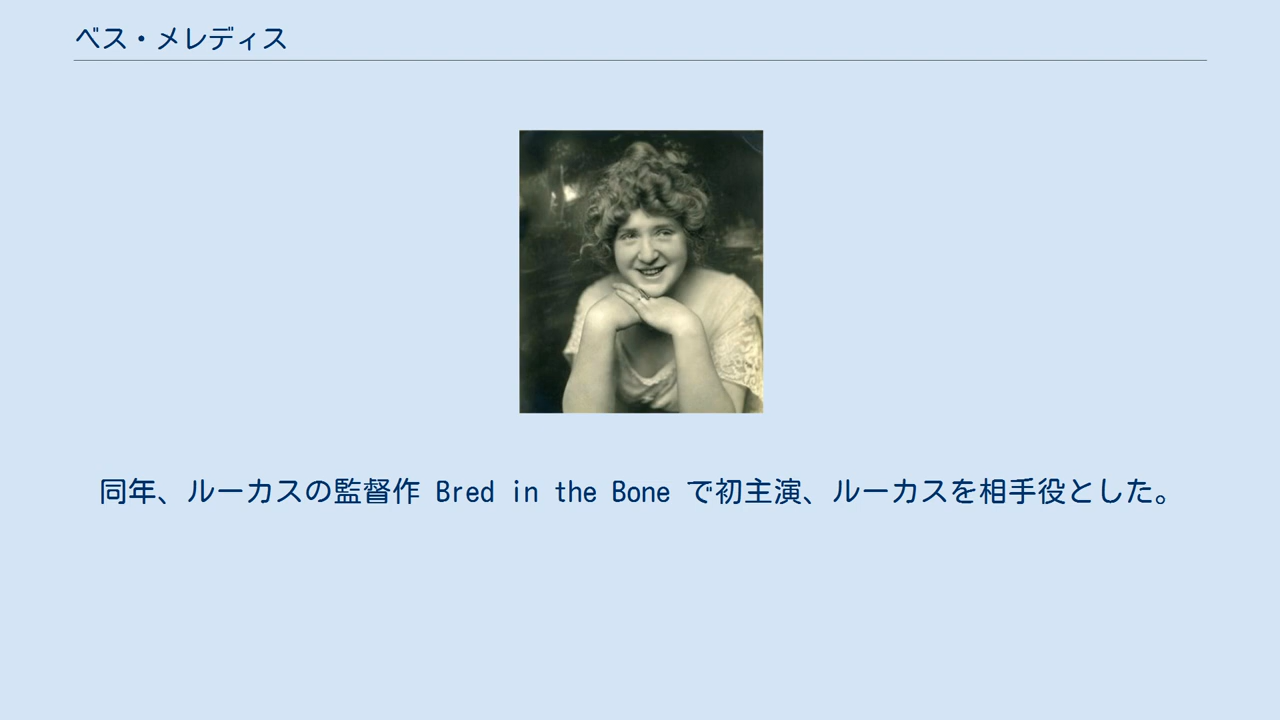 ベス・メレディス
同年、ルーカスの監督作 Bred in the Bone で初主演、ルーカスを相手役とした。